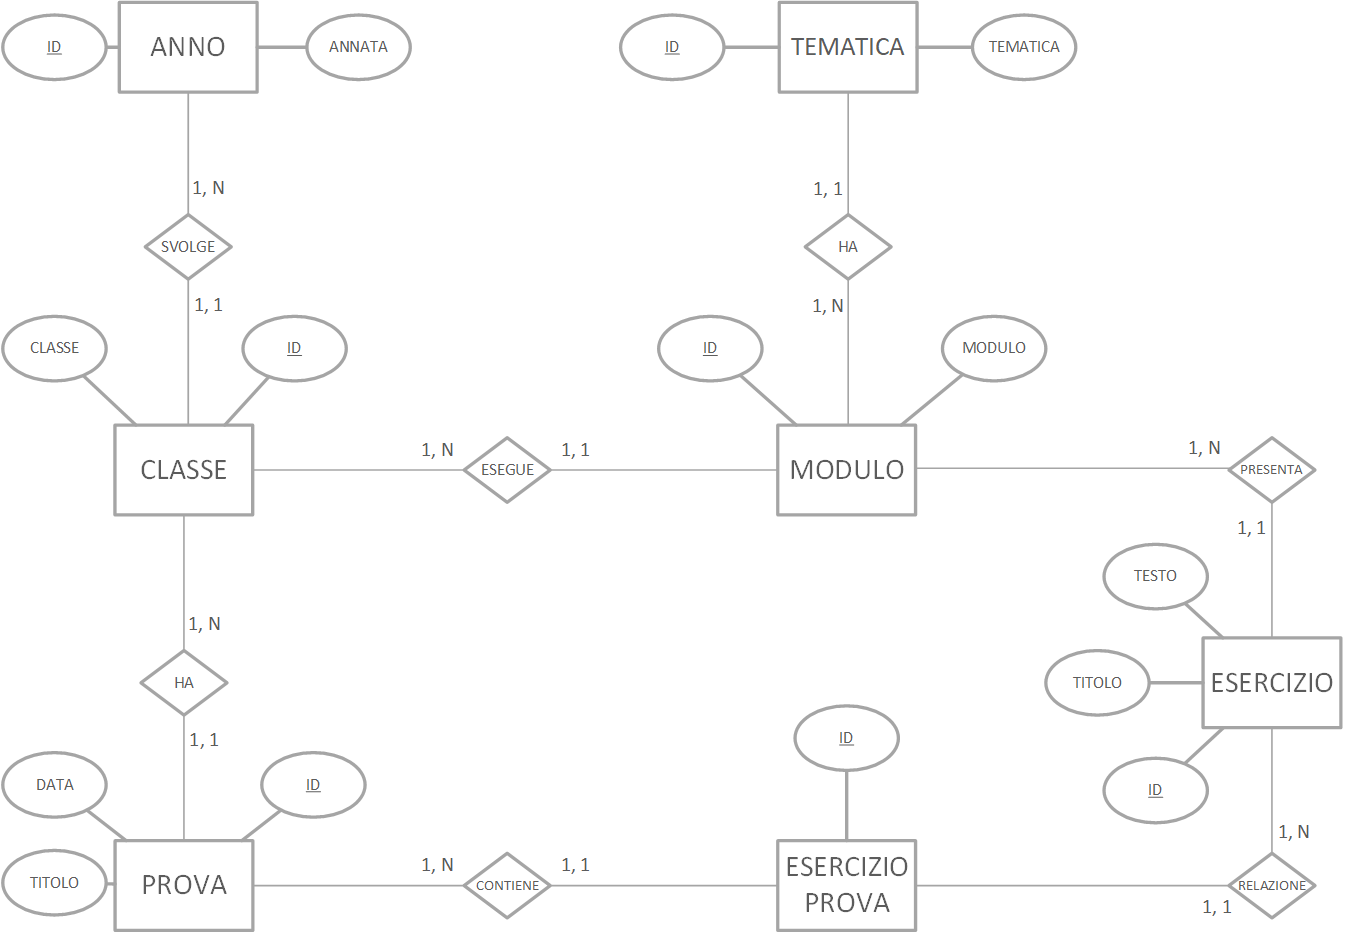 ID
ANNO
ANNATA
ID
TEMATICA
TEMATICA
1, N
1, 1
SVOLGE
HA
1, 1
1, N
CLASSE
ID
ID
MODULO
CLASSE
1, N
ESEGUE
1, 1
MODULO
1, N
PRESENTA
1, 1
TESTO
1, N
HA
TITOLO
ESERCIZIO
1, 1
ID
DATA
ID
ID
1, N
PROVA
TITOLO
1, N
CONTIENE
1, 1
ESERCIZIO
PROVA
1, 1
RELAZIONE